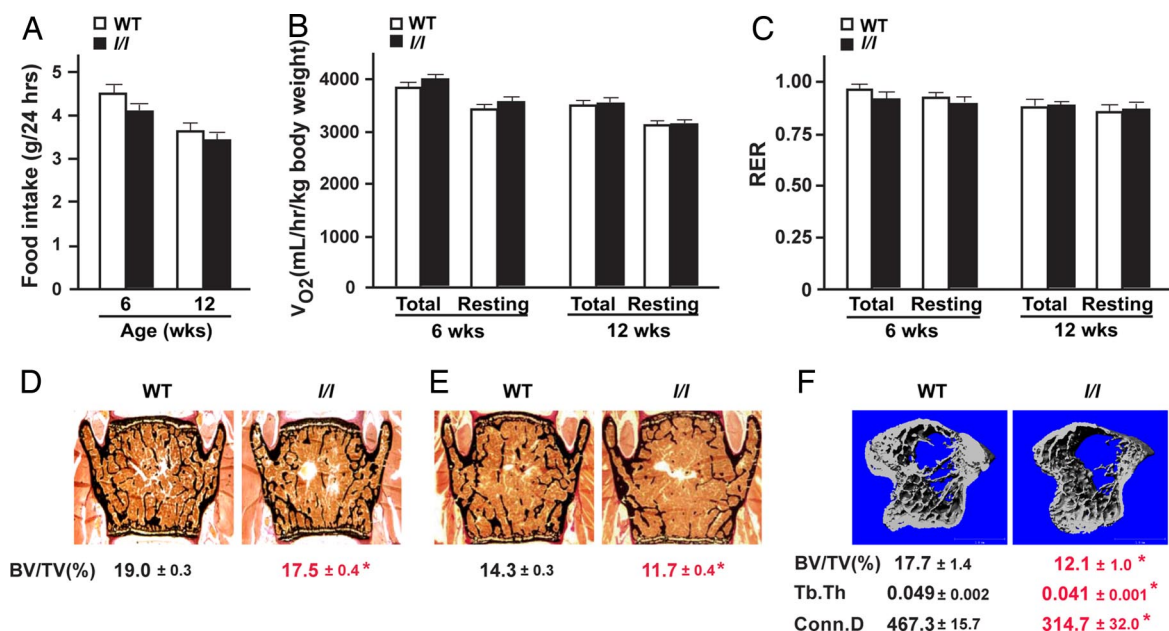 A
WT
l/l
Food intake (g/24 hrs)
5
4
3
2
1
0
6 12
Age (wks)
B
WT
l/l
VO2(mL/hr/kg body weight)
4000
3000
2000
1000
0
Total Resting Total Resting
6 wks 12 wks
C
WT
l/l
RER
1.00
0.75
0.50
0.25
0
Total Resting Total Resting
6 wks 12 wks
D
WT l/l
BV/TV(%) 19.0 ± 0.3 17.5 ± 0.4 *
E
WT l/l
14.3 ± 0.3 11.7 ± 0.4 *
F
WT l/l
BV/TV(%) 17.7 ± 1.4 12.1 ± 1.0 *
Tb.Th 0.049 ± 0.002 0.041 ± 0.001 *
Conn.D 467.3 ± 15.7 314.7 ± 32.0 *